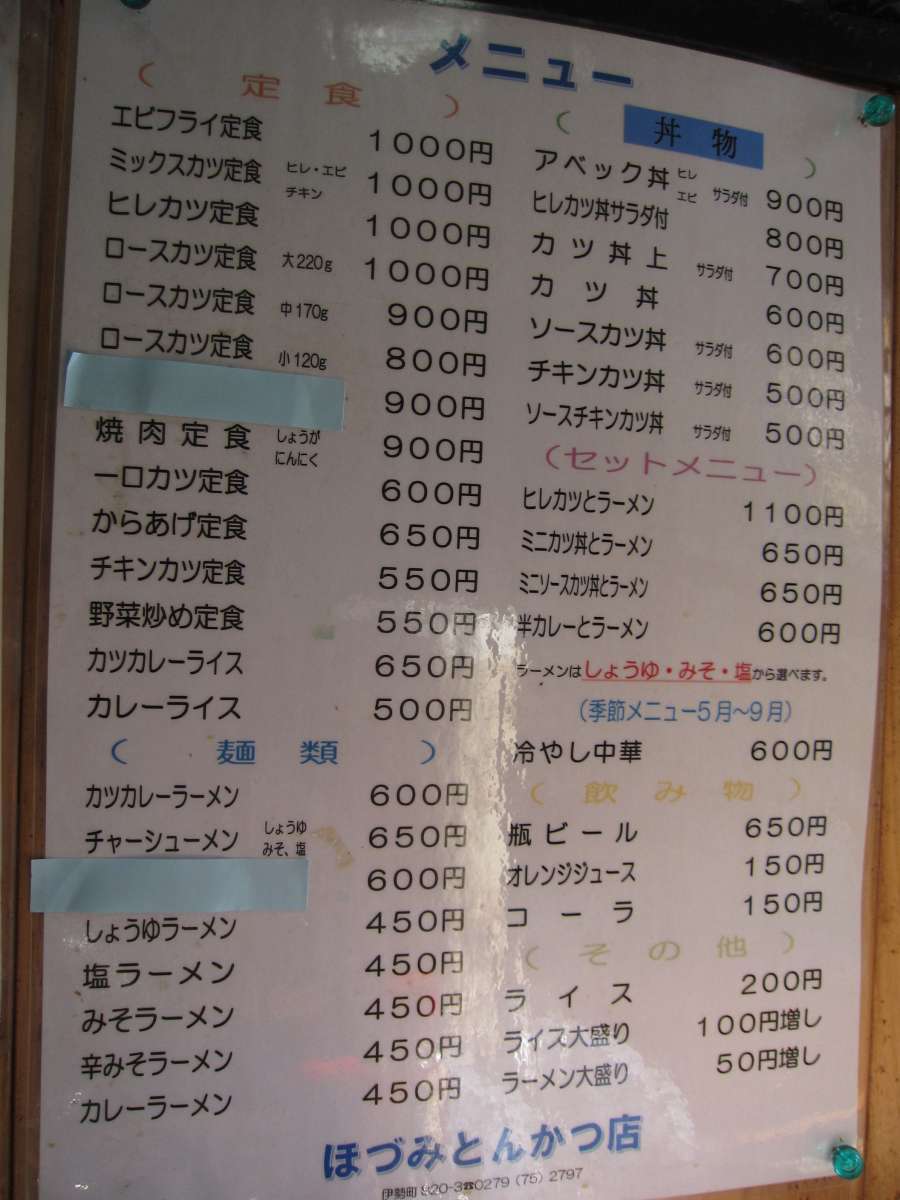 メニュー
( 定食 )
エビフライ定食 1000円
ミックスカツ定食 ヒレ・エビ チキン 1000円
ヒレカツ定食 1000円
ロースカツ定食 大220g 1000円
ロースカツ定食 中170g 900円
ロースカツ定食 小120g 800円
900円
焼肉定食 しょうが にんにく 900円
一口カツ定食 600円
からあげ定食 650円
チキンカツ定食 550円
野菜炒め定食 550円
カツカレーライス 650円
カレーライス 500円
( 麺類 )
カツカレーラーメン 600円
チャーシューメン しょうゆ みそ、塩 650円
600円
しょうゆラーメン 450円
塩ラーメン 450円
みそラーメン 450円
辛みそラーメン 450円
カレーラーメン 450円
( 丼物 )
アベック丼 ヒレ エビ サラダ付 900円
ヒレカツ丼サラダ付 800円
カツ丼上 サラダ付 700円
カツ丼 600円
ソースカツ丼 サラダ付 600円
チキンカツ丼 サラダ付 500円
ソースチキンカツ丼 サラダ付 500円
(セットメニュー)
ヒレカツとラーメン 1100円
ミニカツ丼とラーメン 650円
ミニソースカツ丼とラーメン 650円
半カレーとラーメン 600円
ラーメンはしょうゆ・みそ・塩から選べます。
(季節メニュー5月～9月)
冷やし中華 600円
( 飲み物 )
瓶ビール 650円
オレンジジュース 150円
コーラ 150円
( その他 )
ライス 200円
ライス大盛り 100円増し
ラーメン大盛り 50円増し
ほづみとんかつ店
伊勢町 820-3☎0279 (75) 2797